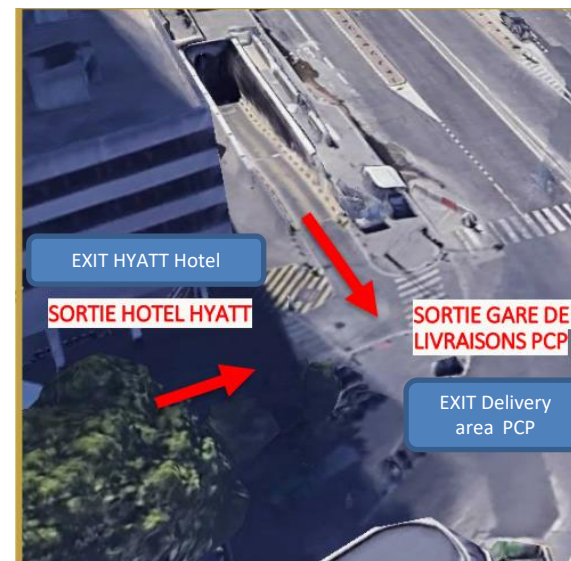 EXIT HYATT Hotel
SORTIE HOTEL HYATT
SORTIE GARE DE
LIVRAISONS PCP
EXIT Delivery
area PCP